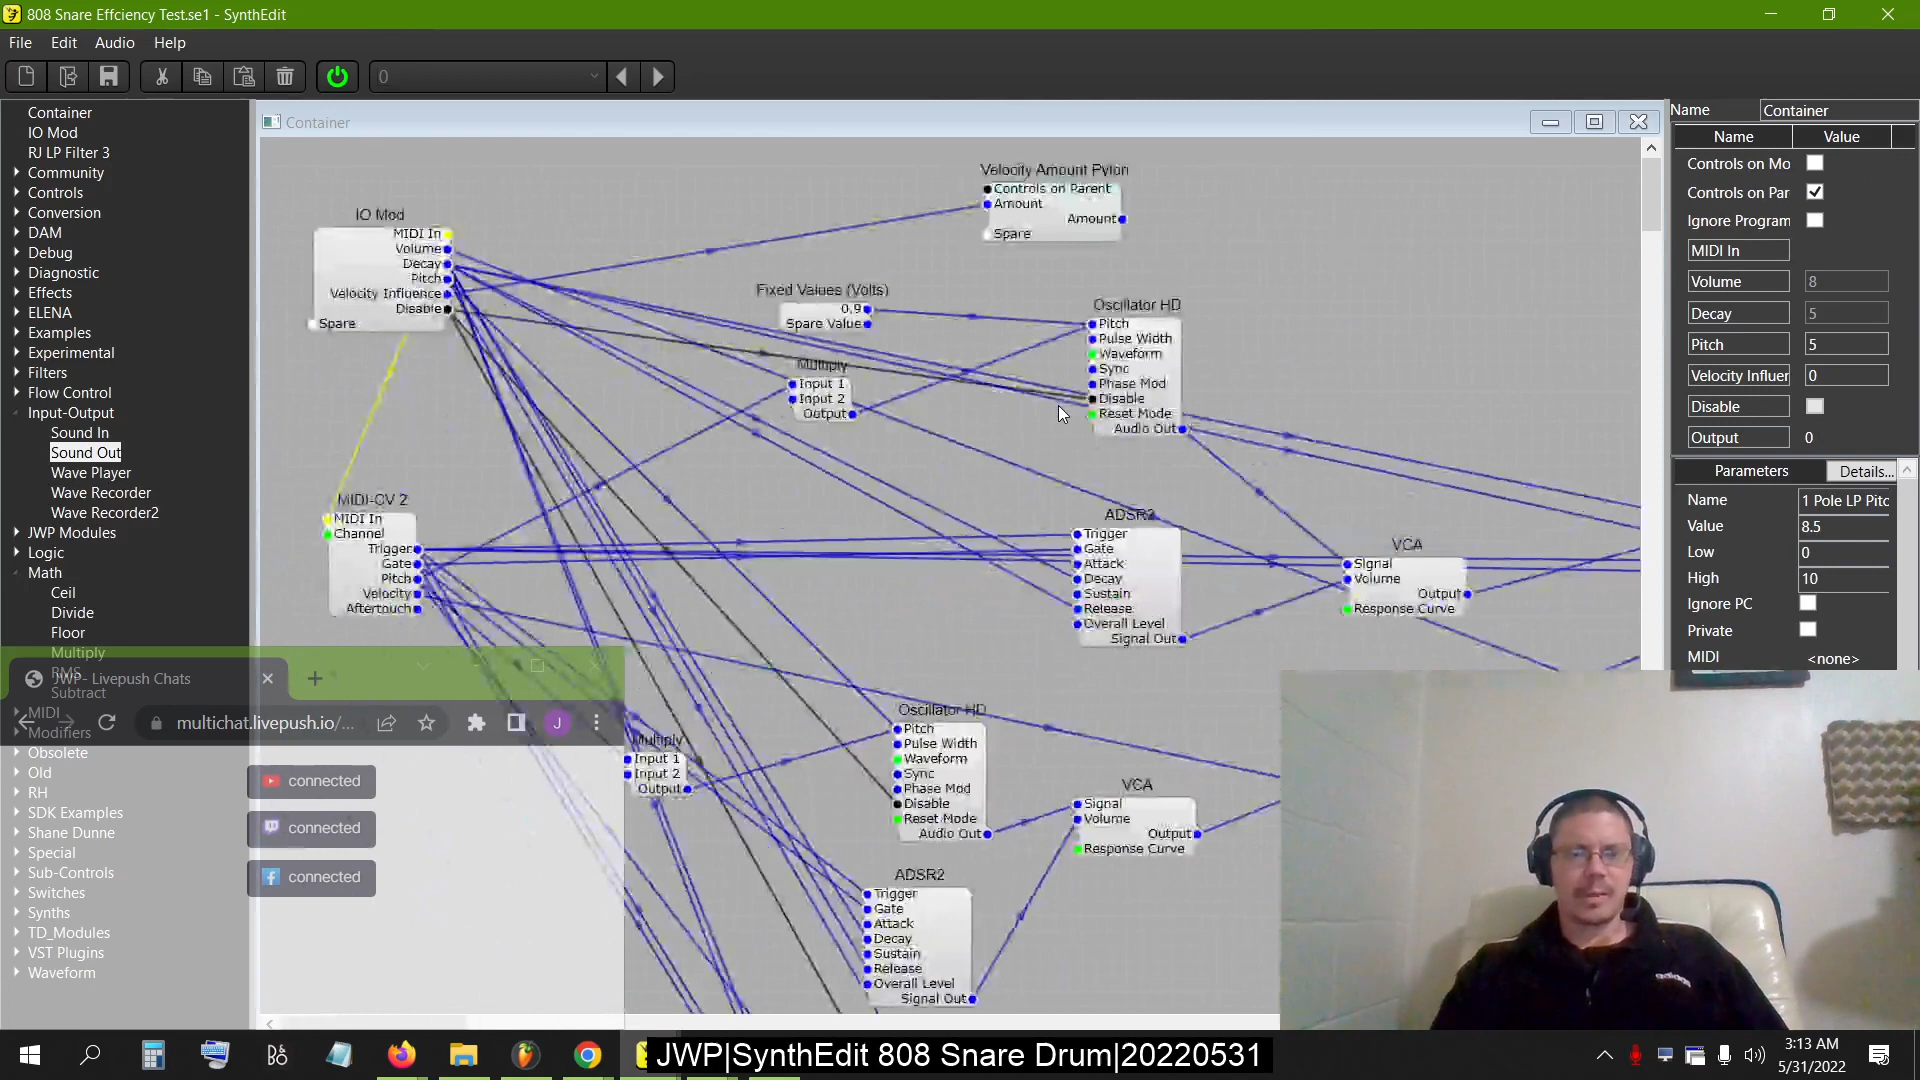 808 Snare Effciency Test.se1 - SynthEdit
File Edit Audio Help
0
Container
IO Mod
RJ LP Filter 3
Community
Controls
Conversion
DAM
Debug
Diagnostic
Effects
ELENA
Examples
Experimental
Filters
Flow Control
Input-Output
Sound In
Sound Out
Wave Player
Wave Recorder
Wave Recorder2
JWP Modules
Logic
Math
Ceil
Divide
Floor
Multiply
RMS
Subtract
MIDI
Modifiers
Obsolete
Old
RH
SDK Examples
Shane Dunne
Special
Sub-Controls
Switches
Synths
TD_Modules
VST Plugins
Waveform
Container
Velocity Amount Pylon
Controls on Parent
Amount
Amount
Spare
IO Mod
MIDI In
Volume
Decay
Pitch
Velocity Influence
Disable
Spare
Fixed Values (Volts)
0.9
Spare Value
Multiply
Input 1
Input 2
Output
Oscillator HD
Pitch
Pulse Width
Waveform
Sync
Phase Mod
Disable
Reset Mode
Audio Out
MIDI-CV 2
MIDI In
Channel
Trigger
Gate
Pitch
Velocity
Aftertouch
ADSR2
Trigger
Gate
Attack
Decay
Sustain
Release
Overall Level
Signal Out
VCA
Signal
Volume
Output
Response Curve
Multiply
Input 1
Input 2
Output
Oscillator HD
Pitch
Pulse Width
Waveform
Sync
Phase Mod
Disable
Reset Mode
Audio Out
VCA
Signal
Volume
Output
Response Curve
ADSR2
Trigger
Gate
Attack
Decay
Sustain
Release
Overall Level
Signal Out
Name Container
Name Value
Controls on Mo
Controls on Par
Ignore Program
MIDI In
Volume 8
Decay 5
Pitch 5
Velocity Influer 0
Disable
Output 0
Parameters Details...
Name 1 Pole LP Pitc
Value 8.5
Low 0
High 10
Ignore PC
Private
MIDI <none>
JWP - Livepush Chats
multichat.livepush.io/...
J
connected
connected
connected
JWP|SynthEdit 808 Snare Drum|20220531
3:13 AM
5/31/2022